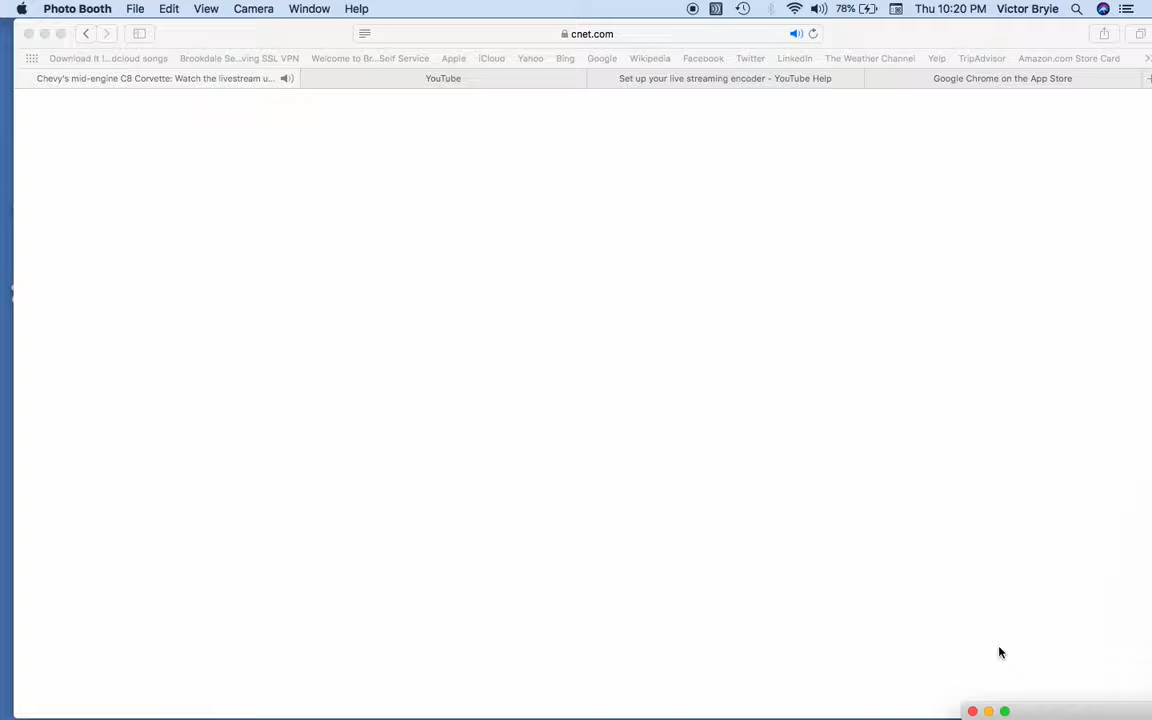 Photo Booth File Edit View Camera Window Help 78% Thu 10:20 PM Victor Bryie
cnet.com
Download It !...dcloud songs Brookdale Se...ving SSL VPN Welcome to Br...Self Service Apple iCloud Yahoo Bing Google Wikipedia Facebook Twitter LinkedIn The Weather Channel Yelp TripAdvisor Amazon.com Store Card
Chevy's mid-engine C8 Corvette: Watch the livestream u... YouTube Set up your live streaming encoder - YouTube Help Google Chrome on the App Store